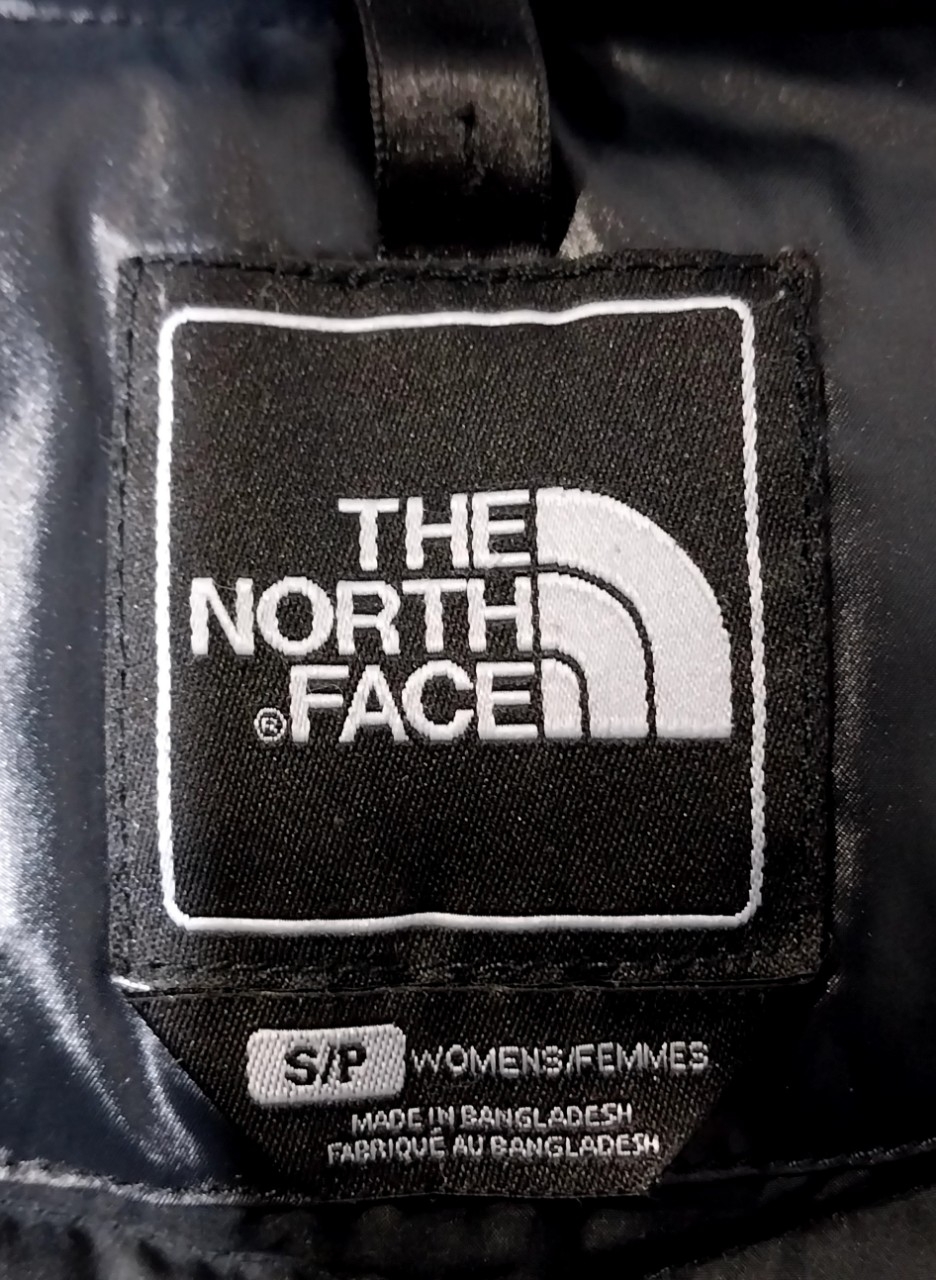 THE
NORTH
®FACE
S/P WOMENS/FEMMES
MADE IN BANGLADESH
FABRIQUÉ AU BANGLADESH